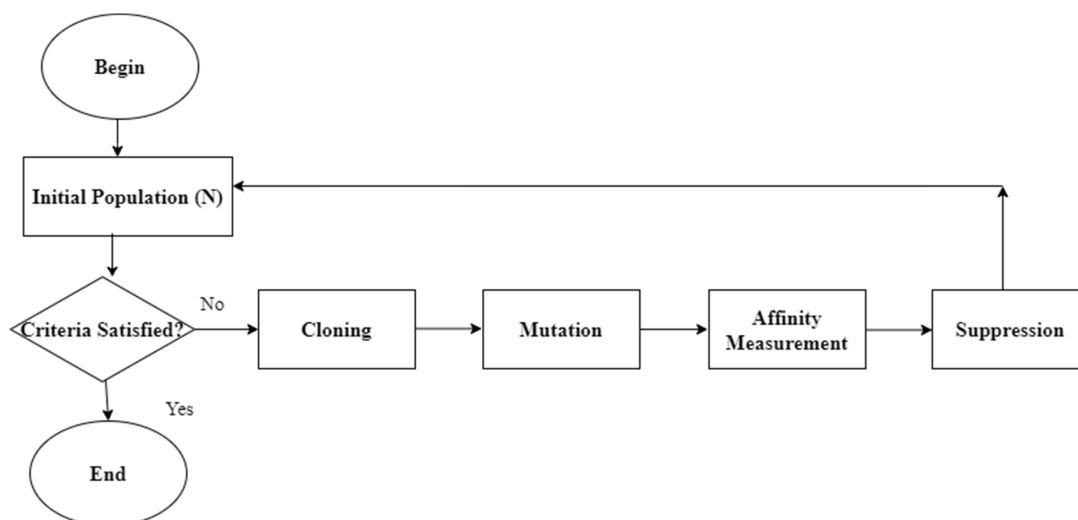 Begin
Initial Population (N)
Criteria Satisfied?
No
Cloning
Mutation
Affinity
Measurement
Suppression
Yes
End